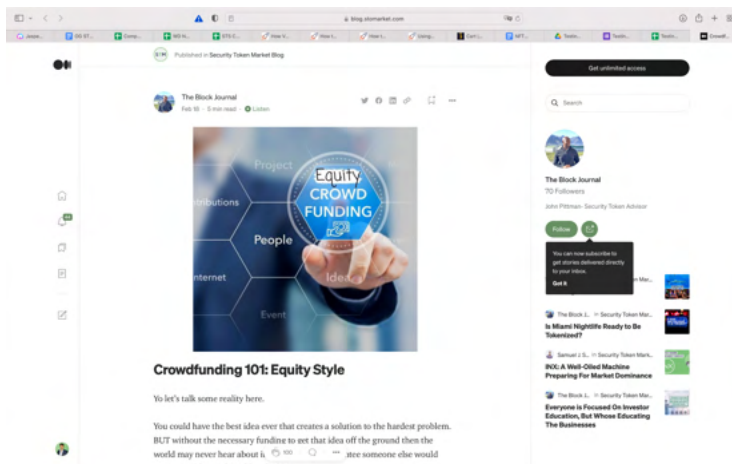 blog.stomarket.com
Published in Security Token Market Blog
The Block Journal
Feb 16 · 3 min read · Listen
Project
Equity
CROWD
FUNDING
People
Idea
Event
Crowdfunding 101: Equity Style
Yo let's talk some reality here.
You could have the best idea ever that creates a solution to the hardest problem.
BUT without the necessary funding to get that idea off the ground then the
world may never hear about
someone else would
100
Get unlimited access
Search
The Block Journal
70 Followers
John Pittman- Security Token Advisor
Follow
You can now subscribe to
get stories delivered directly
to your inbox.
Got it
The Block J... in Security Token Mar...
Is Miami Nightlife Ready to Be
Tokenized?
Samuel J S... in Security Token Mark...
INX: A Well-Oiled Machine
Preparing For Market Dominance
The Block J... in Security Token Mar...
Everyone is Focused On Investor
Education, But Whose Educating
The Businesses